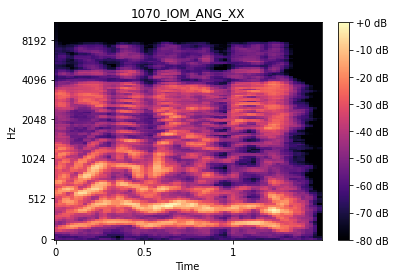 1070_IOM_ANG_XX
+0 dB
8192
-10 dB
4096
-20 dB
-30 dB
2048
Hz
-40 dB
1024
-50 dB
512
-60 dB
-70 dB
0
-80 dB
0
0.5
1
Time